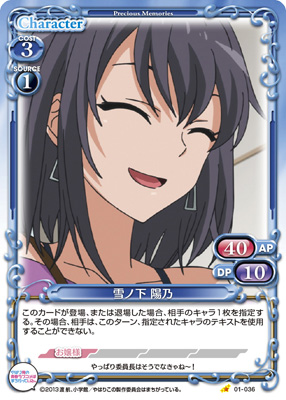 Precious Memories
Character
COST
3
SOURCE
1
40 AP
DP 10
雪ノ下 陽乃
このカードが登場、または退場した場合、相手のキャラ1枚を指定す
る。その場合、相手は、このターン、指定されたキャラのテキストを使用
することができない。
お嬢様
やっぱり委員長はそうでなきゃね~!
©2013 渡 航、小学館/やはりこの製作委員会はまちがっている。
01-036